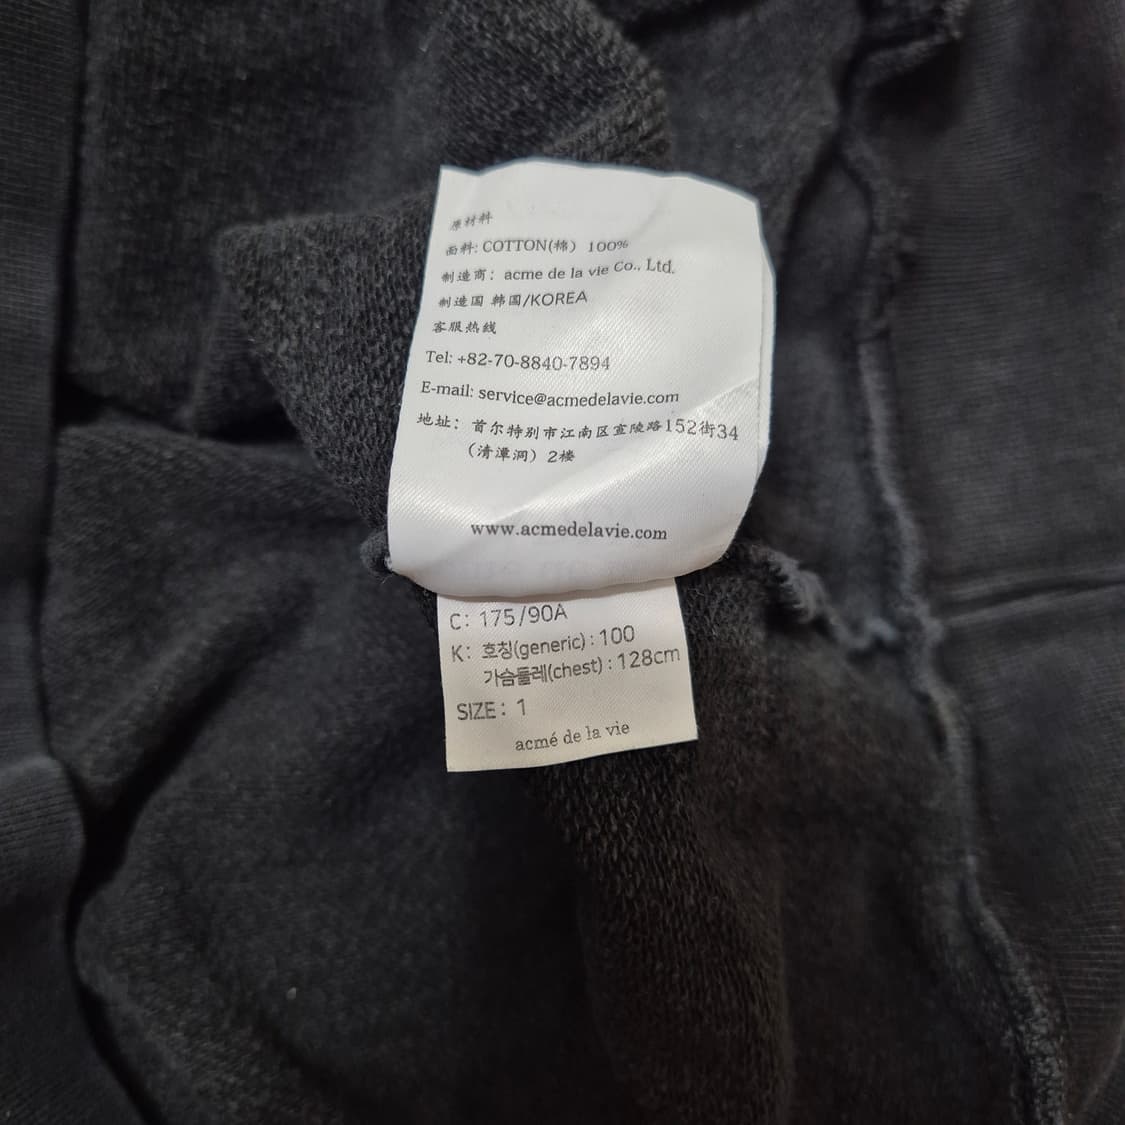 原材料
面料: COTTON(棉) 100%
制造商: acme de la vie Co., Ltd.
制造国 韩国/KOREA
客服热线
Tel: +82-70-8840-7894
E-mail: service@acmedelavie.com
地址: 首尔特别市江南区宣陵路152街34
(清潭洞) 2楼
www.acmedelavie.com
C: 175/90A
K: 호칭(generic) : 100
가슴둘레(chest) : 128cm
SIZE : 1
acmé de la vie